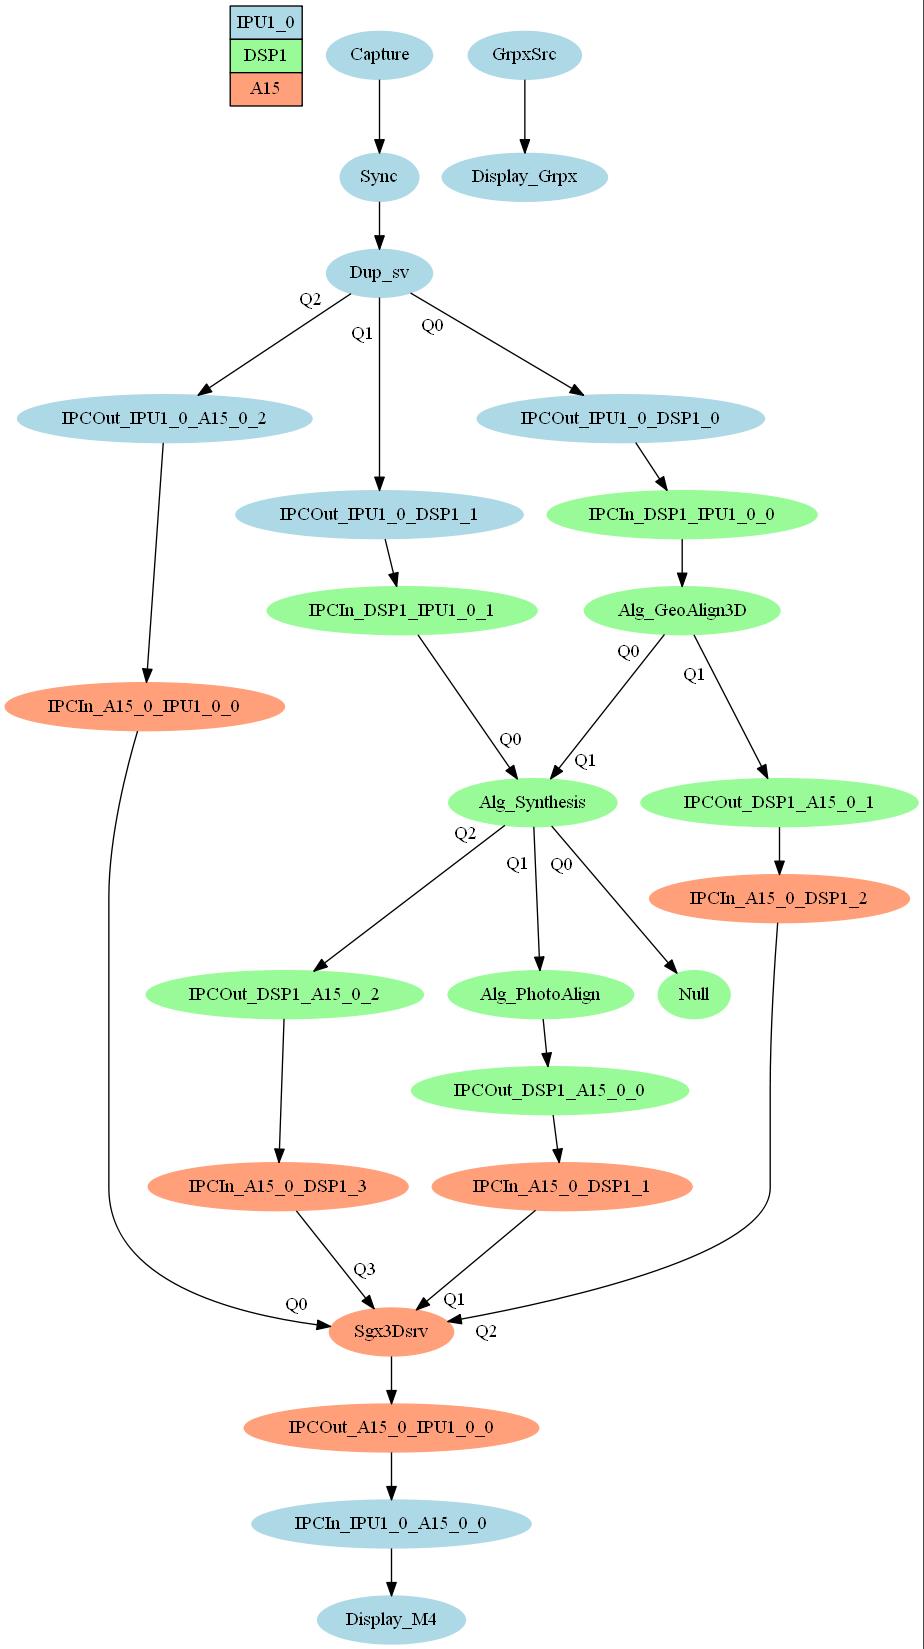 IPU1_0
DSP1
A15
Capture
GrpxSrc
Sync
Display_Grpx
Dup_sv
Q2
Q1
Q0
IPCOut_IPU1_0_A15_0_2
IPCOut_IPU1_0_DSP1_0
IPCOut_IPU1_0_DSP1_1
IPCIn_DSP1_IPU1_0_0
IPCIn_DSP1_IPU1_0_1
Alg_GeoAlign3D
Q0
Q1
IPCIn_A15_0_IPU1_0_0
Q0
Q1
Alg_Synthesis
IPCOut_DSP1_A15_0_1
Q2
Q1
Q0
IPCIn_A15_0_DSP1_2
IPCOut_DSP1_A15_0_2
Alg_PhotoAlign
Null
IPCOut_DSP1_A15_0_0
IPCIn_A15_0_DSP1_3
IPCIn_A15_0_DSP1_1
Q3
Q0
Q1
Q2
Sgx3Dsrv
IPCOut_A15_0_IPU1_0_0
IPCIn_IPU1_0_A15_0_0
Display_M4